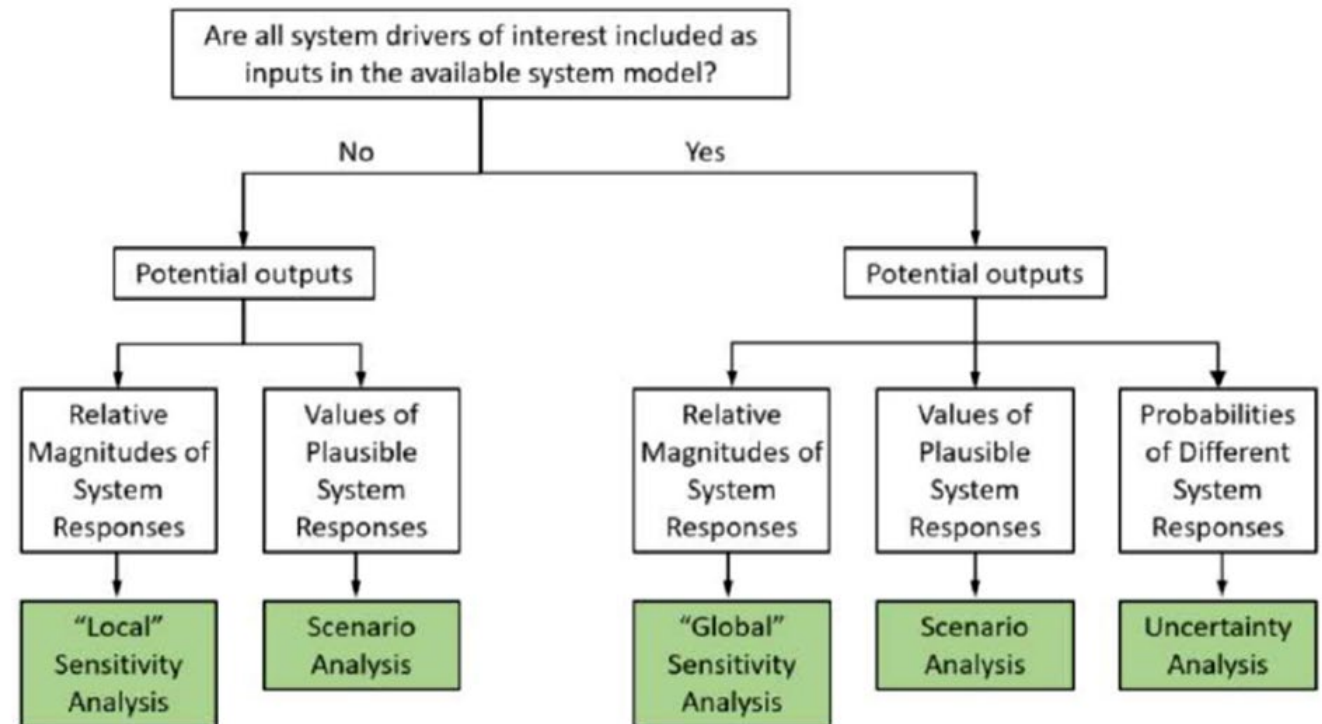 Are all system drivers of interest included as
inputs in the available system model?
No
Yes
Potential outputs
Potential outputs
Relative
Magnitudes of
System
Responses
Values of
Plausible
System
Responses
Relative
Magnitudes of
System
Responses
Values of
Plausible
System
Responses
Probabilities
of Different
System
Responses
“Local”
Sensitivity
Analysis
Scenario
Analysis
“Global”
Sensitivity
Analysis
Scenario
Analysis
Uncertainty
Analysis